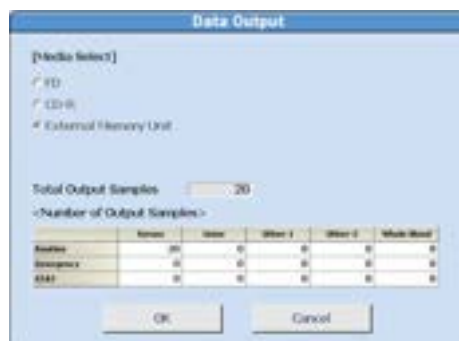 Data Output
[Media Select]
FD
CD-R
External Memory Unit
Total Output Samples 20
<Number of Output Samples>
Serum Urine Other-1 Other-2 Whole Blood
Routine 20 0 0 0 0
Emergency 0 0 0 0 0
STAT 0 0 0 0 0
OK Cancel